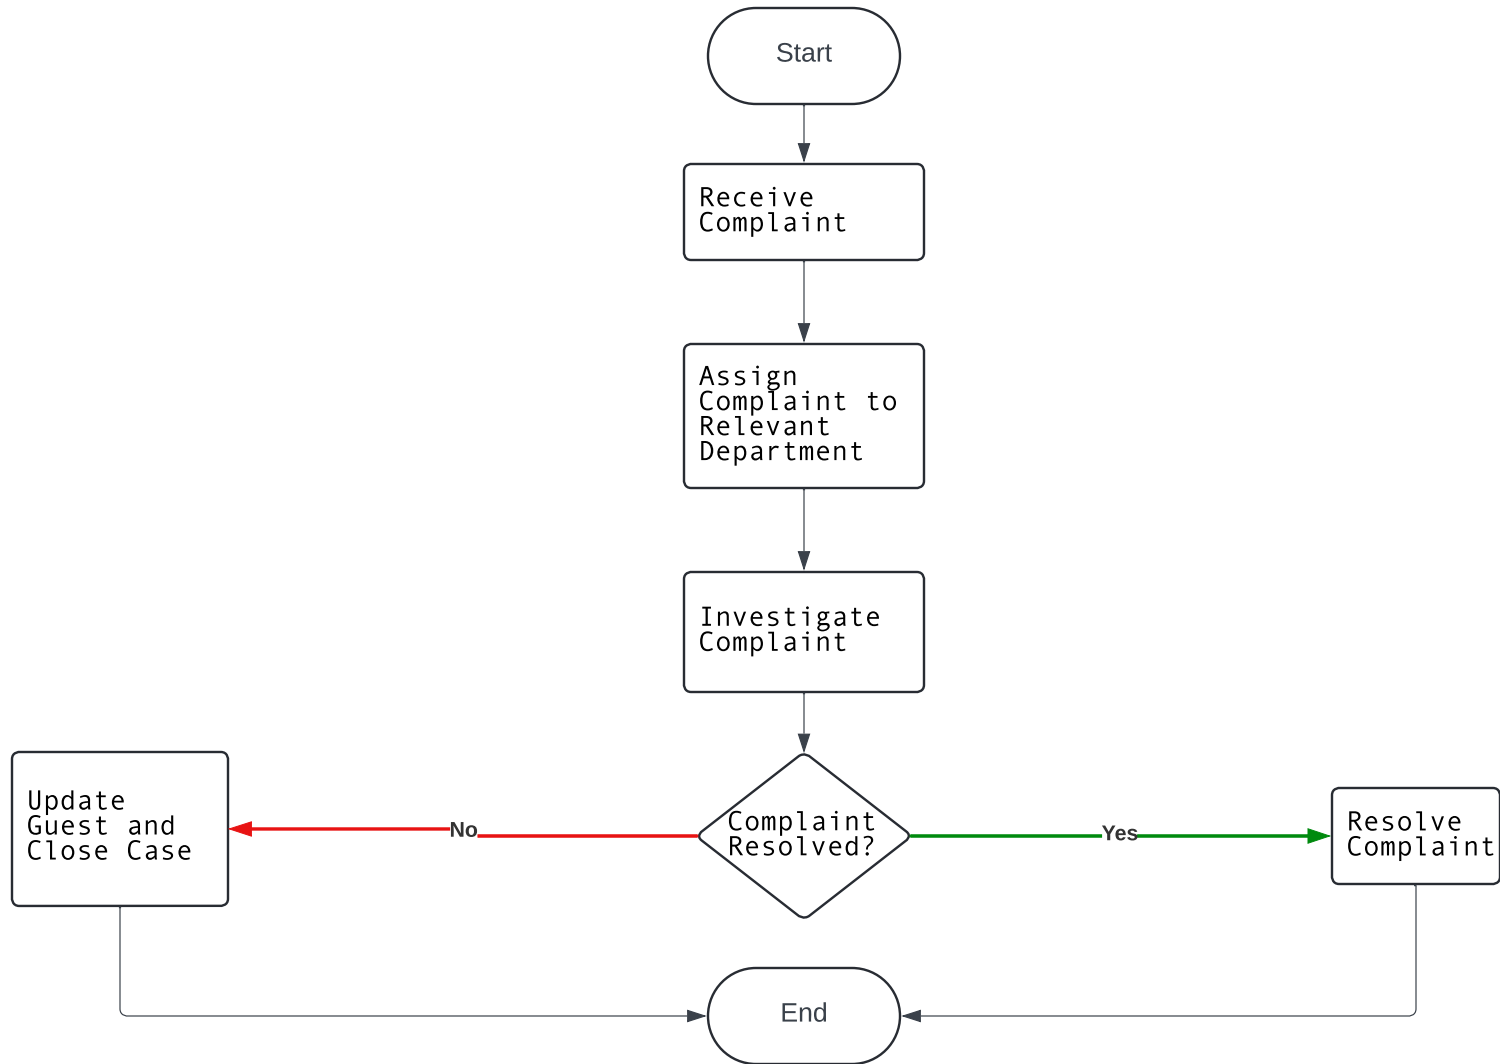 Start
Receive
Complaint
Assign
Complaint to
Relevant
Department
Investigate
Complaint
Update
Guest and
Close Case
No
Complaint
Resolved?
Yes
Resolve
Complaint
End